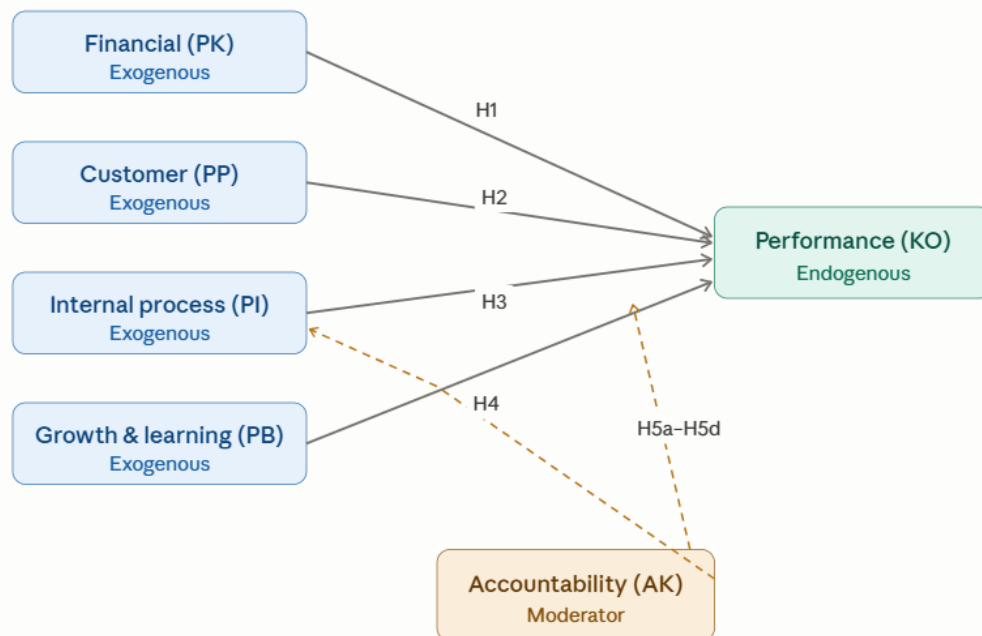 Financial (PK)
Exogenous
H1
Customer (PP)
Exogenous
H2
Performance (KO)
Endogenous
Internal process (PI)
Exogenous
H3
H4
Growth & learning (PB)
Exogenous
H5a–H5d
Accountability (AK)
Moderator